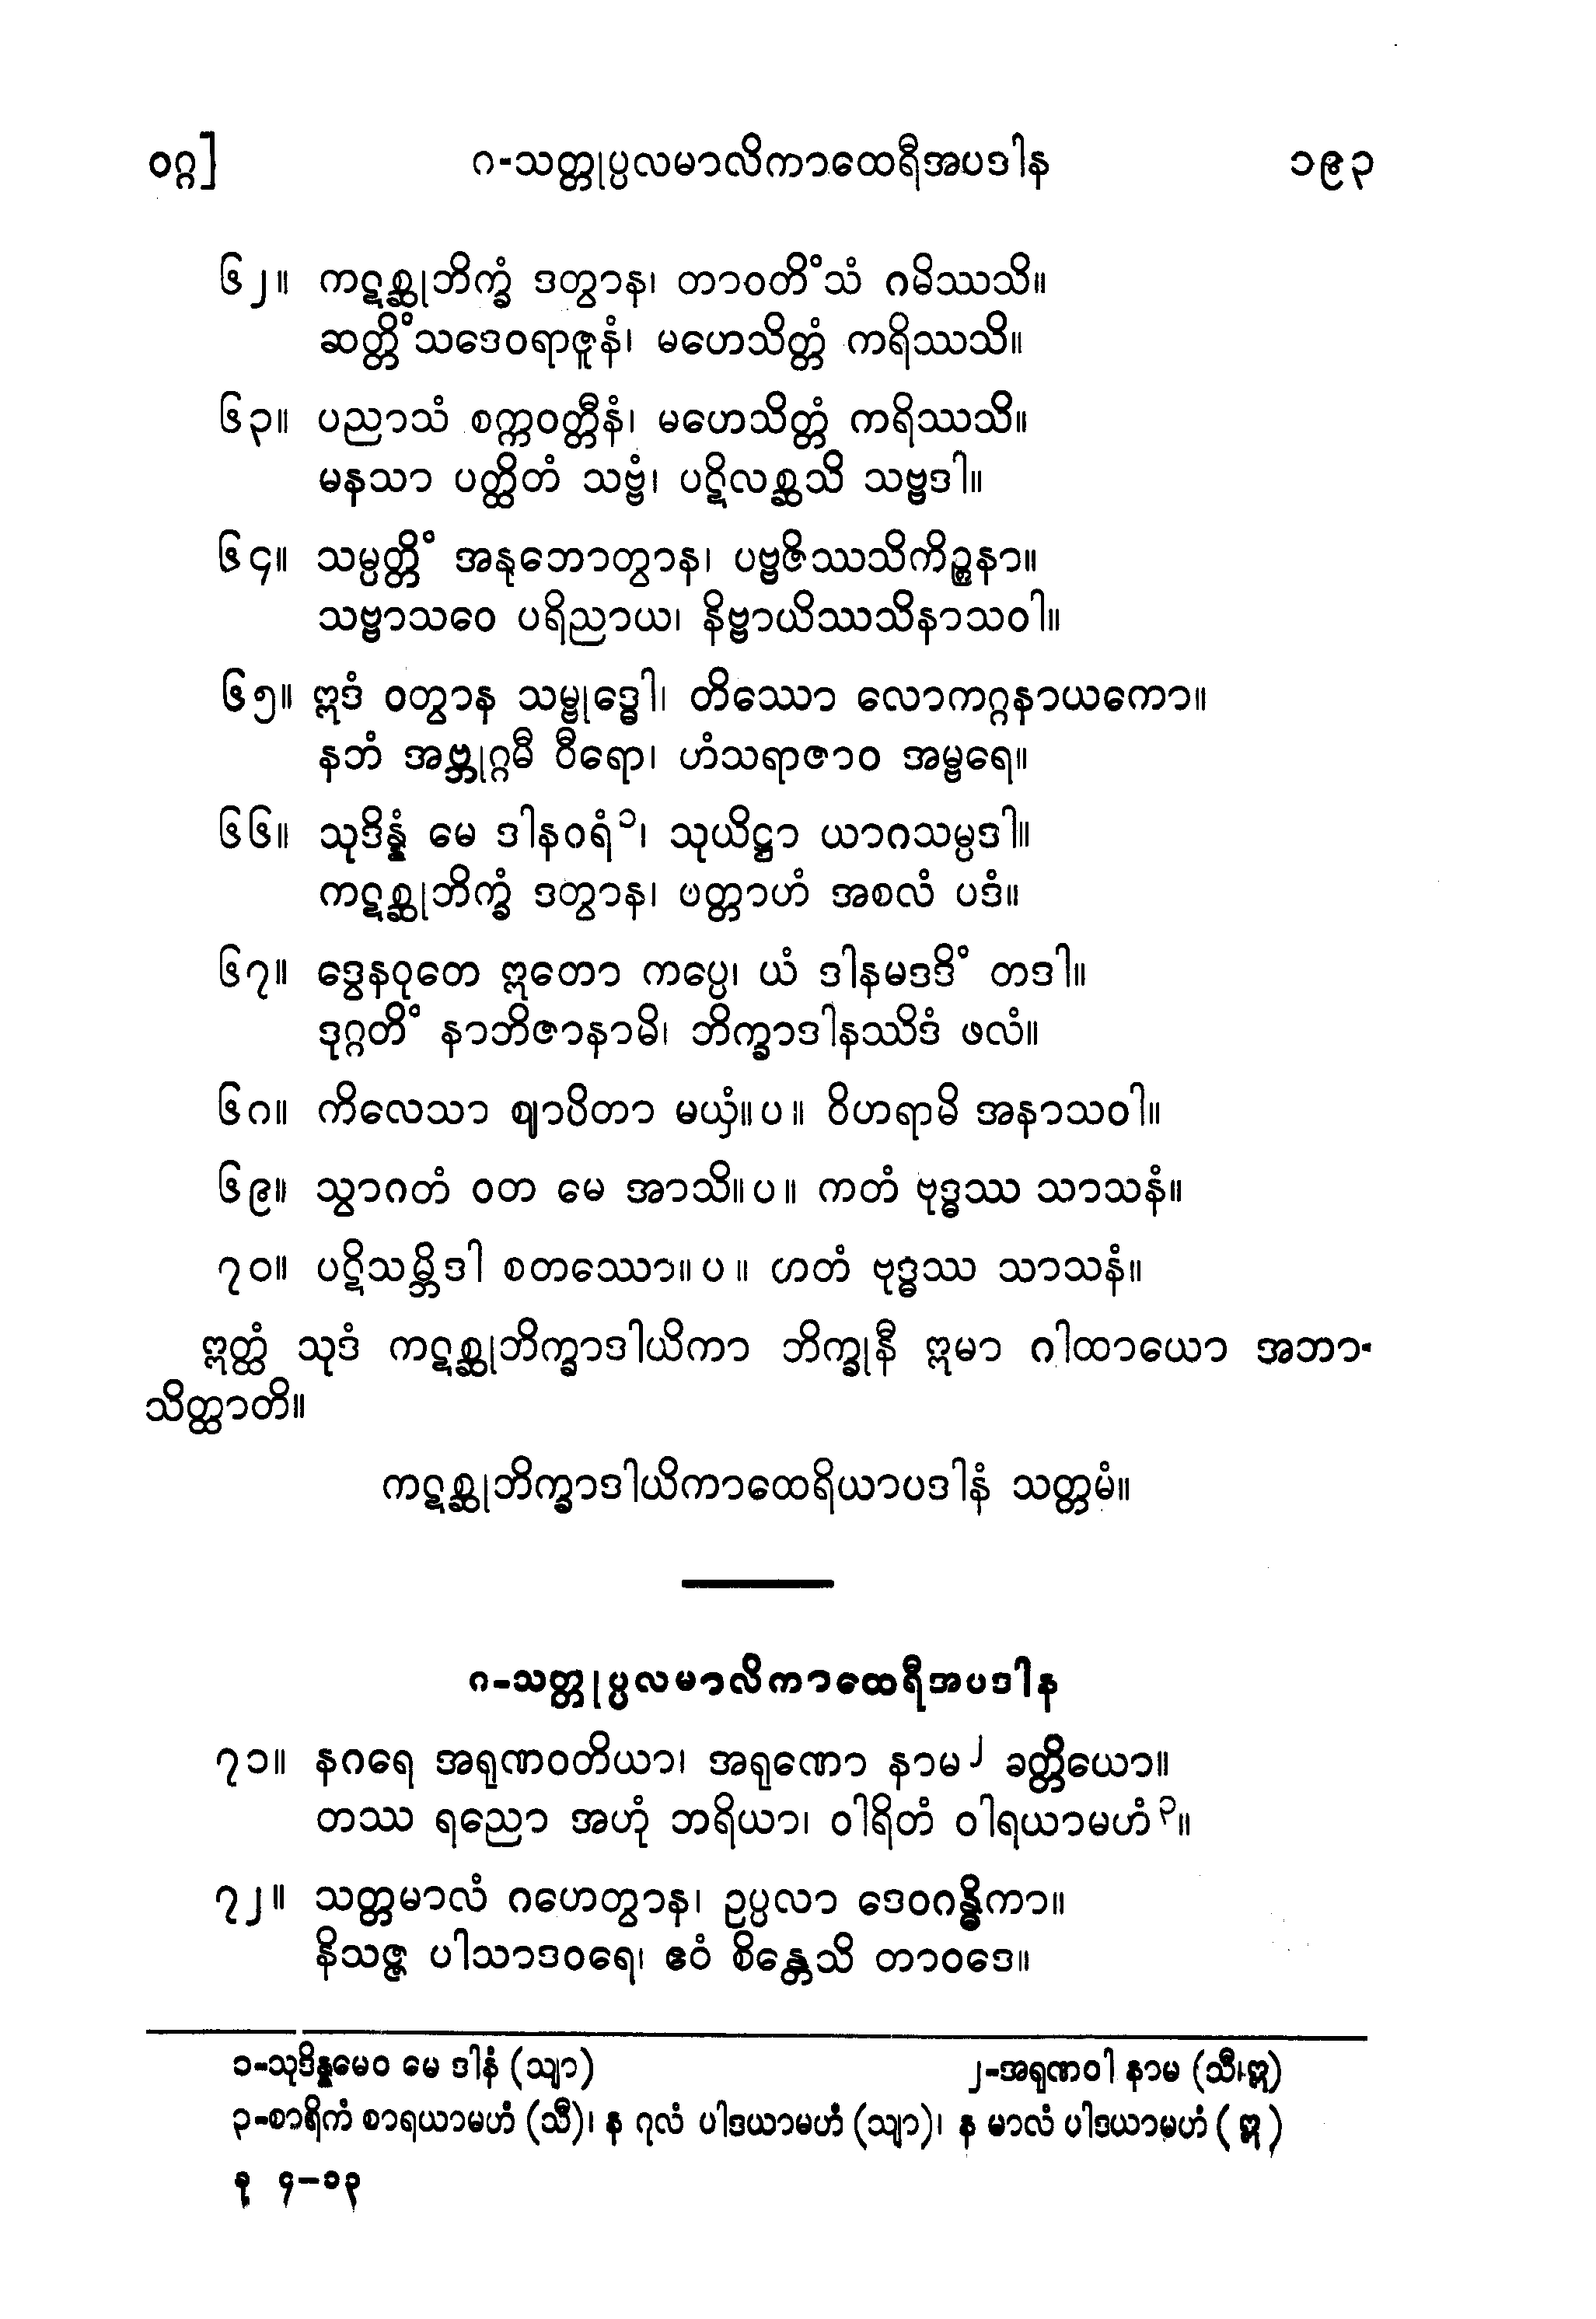 ဝဂ္ဂ] ဂ-သတ္တုပ္ပလမာလိကာထေရီအပဒါန ၁၉၃
၆၂။ ကဋစ္ဆုဘိက္ခံ ဒတွာန၊ တာဝတိံသံ ဂမိဿသိ။
ဆတ္တိံသဒေဝရာဇူနံ၊ မဟေသိတ္တံ ကရိဿသိ။
၆၃။ ပညာသံ စက္ကဝတ္တီနံ၊ မဟေသိတ္တံ ကရိဿသိ။
မနသာ ပတ္ထိတံ သဗ္ဗံ၊ ပဋိလစ္ဆသိ သဗ္ဗဒါ။
၆၄။ သမ္ပတ္တိံ အနုဘောတွာန၊ ပဗ္ဗဇိဿသိကိဉ္စနာ။
သဗ္ဗာသဝေ ပရိညာယ၊ နိဗ္ဗာယိဿသိနာသဝါ။
၆၅။ ဣဒံ ဝတွာန သမ္ဗုဒ္ဓေါ၊ တိဿော လောကဂ္ဂနာယကော။
နဘံ အဗ္ဘုဂ္ဂမီ ဝီရော၊ ဟံသရာဇာဝ အမ္ဗရေ။
၆၆။ သုဒိန္နံ မေ ဒါနဝရံ၁၊ သုယိဋ္ဌာ ယာဂသမ္ပဒါ။
ကဋစ္ဆုဘိက္ခံ ဒတွာန၊ ပတ္တာဟံ အစလံ ပဒံ။
၆၇။ ဒွေနဝုတေ ဣတော ကပ္ပေ၊ ယံ ဒါနမဒဒိံ တဒါ။
ဒုဂ္ဂတိံ နာဘိဇာနာမိ၊ ဘိက္ခာဒါနဿိဒံ ဖလံ။
၆ဂ။ ကိလေသာ ဈာပိတာ မယှံ။ပ။ ဝိဟရာမိ အနာသဝါ။
၆၉။ သွာဂတံ ဝတ မေ အာသိ။ပ။ ကတံ ဗုဒ္ဓဿ သာသနံ။
၇၀။ ပဋိသမ္ဘိဒါ စတဿော။ပ။ ဟတံ ဗုဒ္ဓဿ သာသနံ။
ဣတ္ထံ သုဒံ ကဋစ္ဆုဘိက္ခာဒါယိကာ ဘိက္ခုနီ ဣမာ ဂါထာယော အဘာ-
သိတ္ထာတိ။
ကဋစ္ဆုဘိက္ခာဒါယိကာထေရိယာပဒါနံ သတ္တမံ။
ဂ-သတ္တုပ္ပလမာလိကာထေရီအပဒါန
၇၁။ နဂရေ အရုဏဝတိယာ၊ အရုဏော နာမ၂ ခတ္တိယော။
တဿ ရညော အဟုံ ဘရိယာ၊ ဝါရိတံ ဝါရယာမဟံ၃။
၇၂။ သတ္တမာလံ ဂဟေတွာန၊ ဥပ္ပလာ ဒေဝဂန္ဓိကာ။
နိသဇ္ဇ ပါသာဒဝရေ၊ ဧဝံ စိန္တေသိ တာဝဒေ။
၁-သုဒိန္နမေဝ မေ ဒါနံ (သျာ) ၂-အရုဏဝါ နာမ (သီ၊ဣ)
၃-စာရိကံ စာရယာမဟံ (သီ)၊ န ဂုလံ ပါဒယာမဟံ (သျာ)၊ န မာလံ ပါဒယာမဟံ (ဣ)
ခု ၄-၁၃